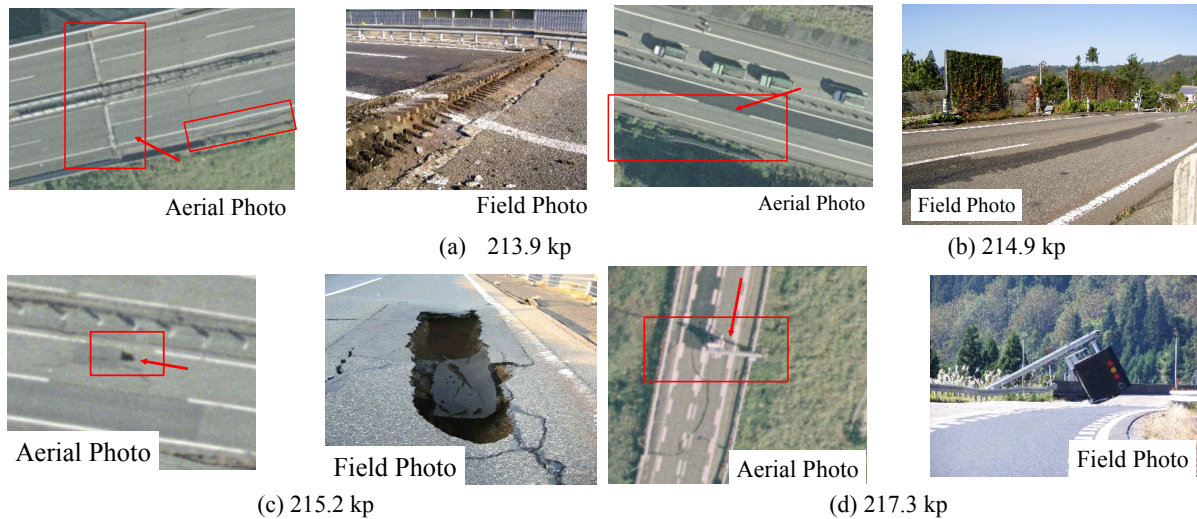 Aerial Photo
Field Photo
Aerial Photo
Field Photo
(a) 213.9 kp
(b) 214.9 kp
Aerial Photo
Field Photo
Aerial Photo
Field Photo
(c) 215.2 kp
(d) 217.3 kp